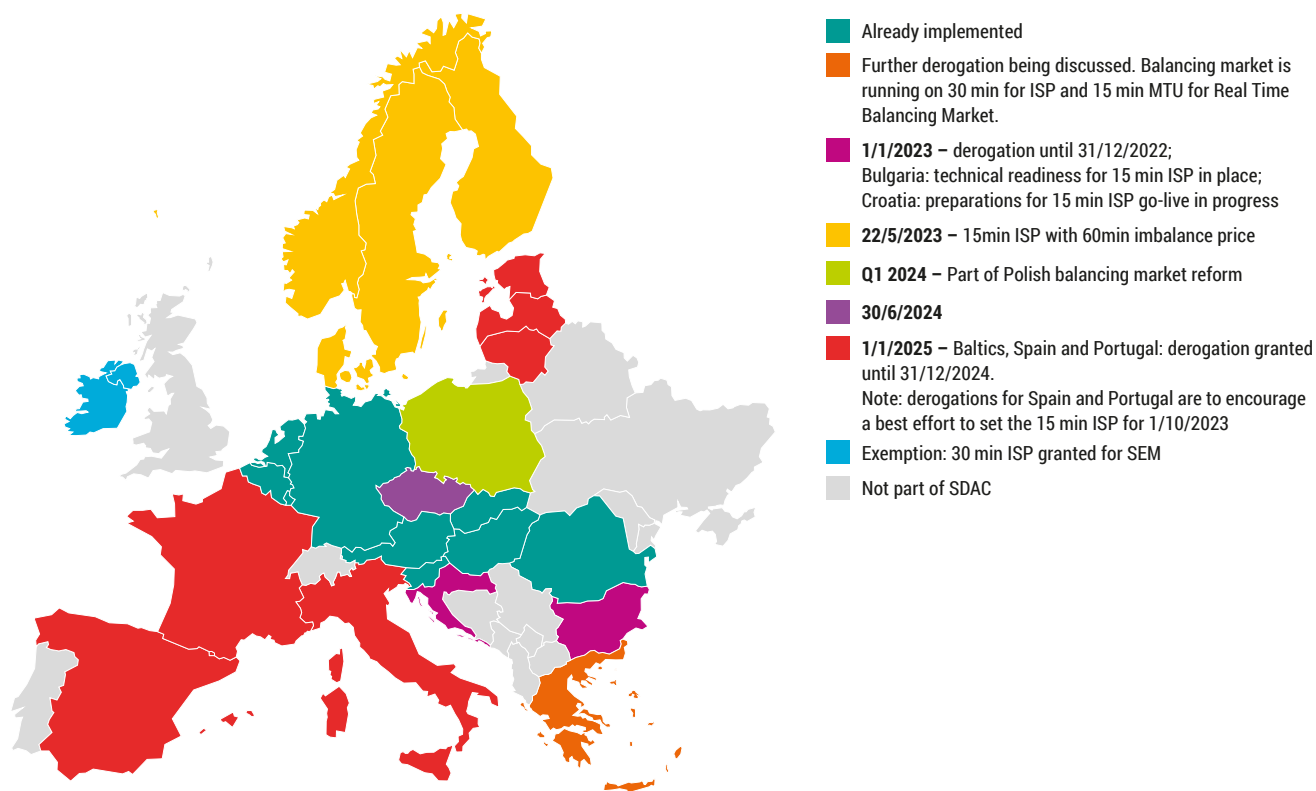 Already implemented
Further derogation being discussed. Balancing market is
running on 30 min for ISP and 15 min MTU for Real Time
Balancing Market.
1/1/2023 – derogation until 31/12/2022;
Bulgaria: technical readiness for 15 min ISP in place;
Croatia: preparations for 15 min ISP go-live in progress
22/5/2023 – 15min ISP with 60min imbalance price
Q1 2024 – Part of Polish balancing market reform
30/6/2024
1/1/2025 – Baltics, Spain and Portugal: derogation granted
until 31/12/2024.
Note: derogations for Spain and Portugal are to encourage
a best effort to set the 15 min ISP for 1/10/2023
Exemption: 30 min ISP granted for SEM
Not part of SDAC